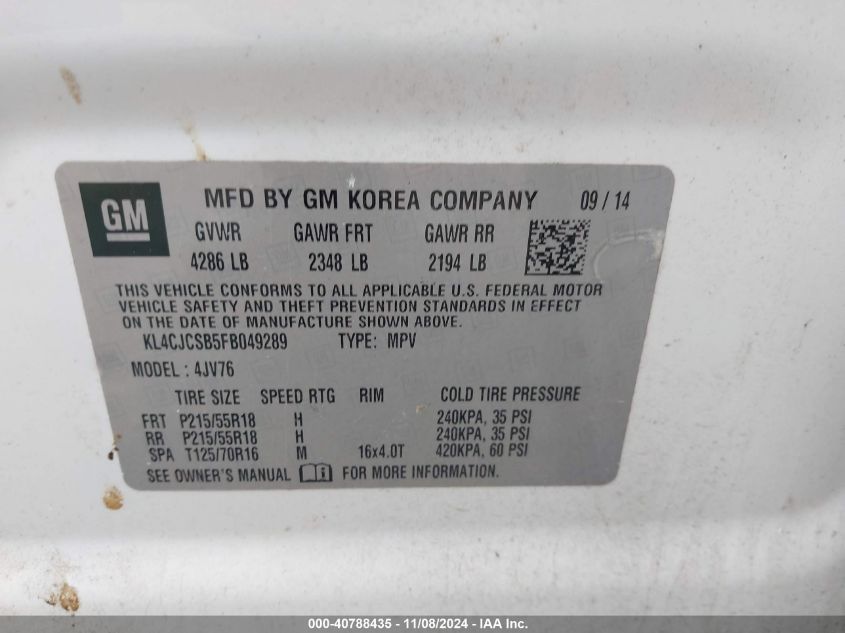 GM
MFD BY GM KOREA COMPANY 09 / 14
GVWR GAWR FRT GAWR RR
4286 LB 2348 LB 2194 LB
THIS VEHICLE CONFORMS TO ALL APPLICABLE U.S. FEDERAL MOTOR
VEHICLE SAFETY AND THEFT PREVENTION STANDARDS IN EFFECT
ON THE DATE OF MANUFACTURE SHOWN ABOVE.
KL4CJCSB5FB049289 TYPE: MPV
MODEL : 4JV76
TIRE SIZE SPEED RTG RIM COLD TIRE PRESSURE
FRT P215/55R18 H 240KPA, 35 PSI
RR P215/55R18 H 240KPA, 35 PSI
SPA T125/70R16 M 16x4.0T 420KPA, 60 PSI
SEE OWNER'S MANUAL FOR MORE INFORMATION.
000-40788435 - 11/08/2024 - IAA Inc.